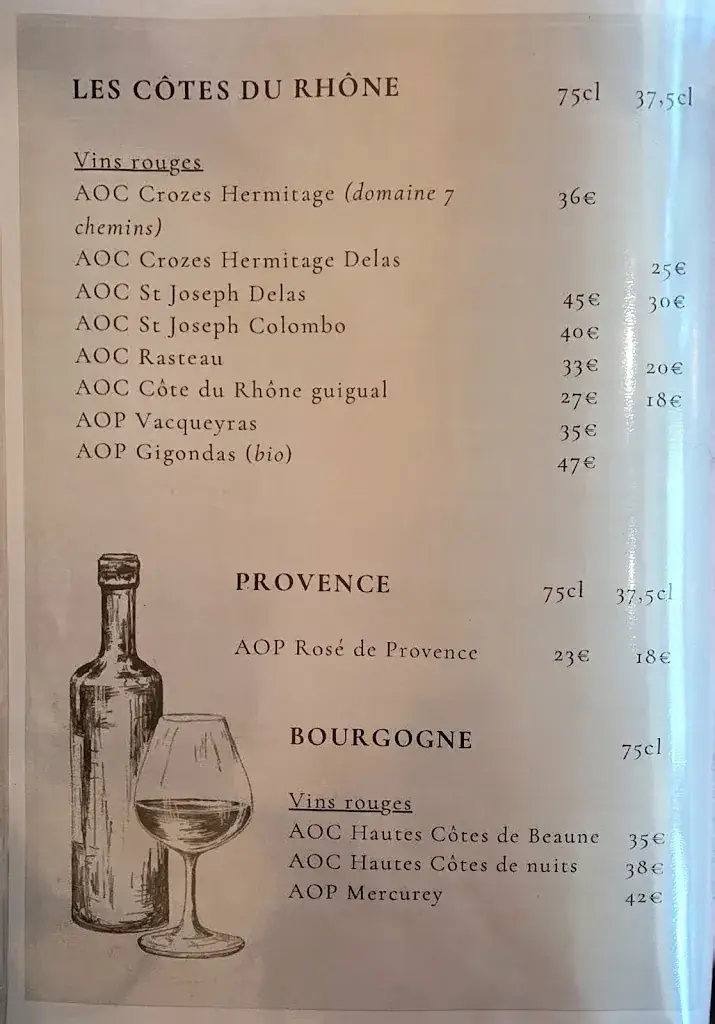 LES CÔTES DU RHÔNE 75cl 37,5cl
Vins rouges
AOC Crozes Hermitage (domaine 7 36€
chemins)
AOC Crozes Hermitage Delas 25€
AOC St Joseph Delas 45€ 30€
AOC St Joseph Colombo 40€
AOC Rasteau 33€ 20€
AOC Côte du Rhône guigual 27€ 18€
AOP Vacqueyras 35€
AOP Gigondas (bio) 47€
PROVENCE 75cl 37,5cl
AOP Rosé de Provence 23€ 18€
BOURGOGNE 75cl
Vins rouges
AOC Hautes Côtes de Beaune 35€
AOC Hautes Côtes de nuits 38€
AOP Mercurey 42€